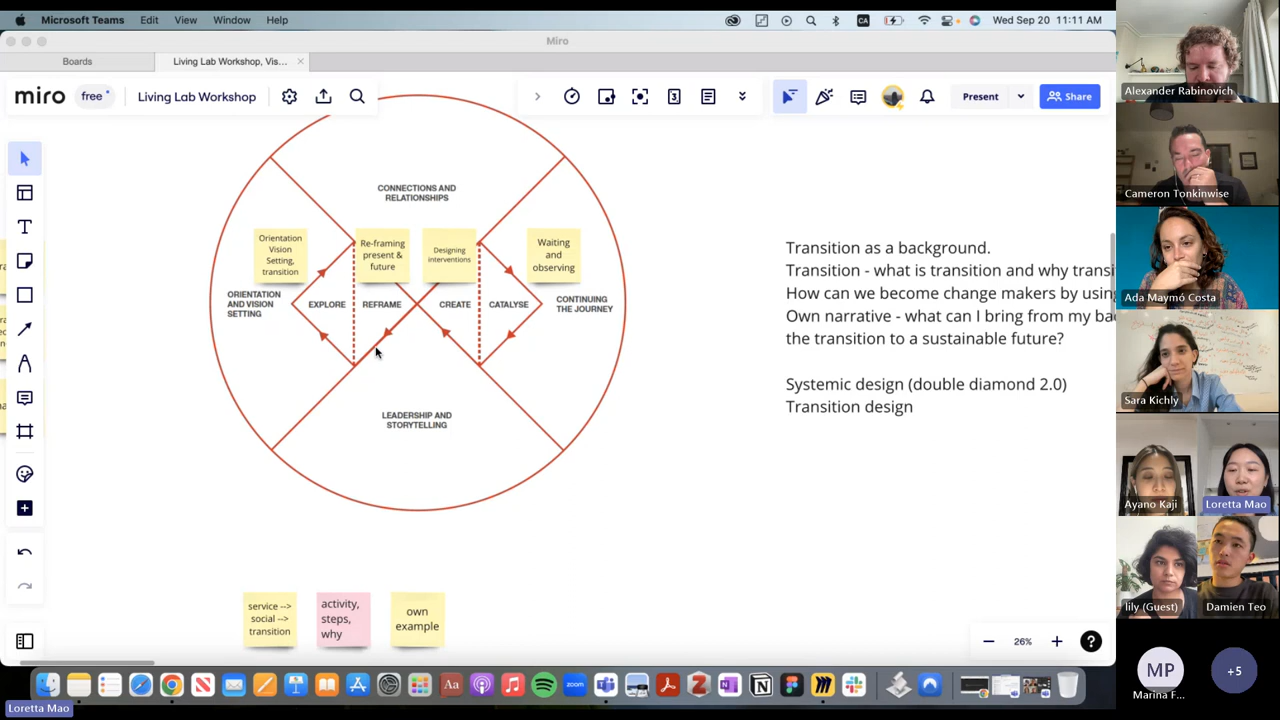 Microsoft Teams Edit View Window Help
CA
Wed Sep 20 11:11 AM
Miro
Boards
Living Lab Workshop, Vis...
miro
free
Living Lab Workshop
3
Present
Share
CONNECTIONS AND
RELATIONSHIPS
Orientation
Vision
Setting,
transition
Re-framing
present &
future
Designing
interventions
Waiting
and
observing
ORIENTATION
AND VISION
SETTING
EXPLORE
REFRAME
CREATE
CATALYSE
CONTINUING
THE JOURNEY
LEADERSHIP AND
STORYTELLING
Transition as a background.
Transition - what is transition and why transi
How can we become change makers by using
Own narrative - what can I bring from my ba
the transition to a sustainable future?
Systemic design (double diamond 2.0)
Transition design
service -->
social -->
transition
activity,
steps,
why
own
example
26%
?
Aa
zoom
Loretta Mao
Alexander Rabinovich
Cameron Tonkinwise
Ada Maymó Costa
Sara Kichly
Ayano Kaji
Loretta Mao
lily (Guest)
Damien Teo
MP
Marina F...
+5